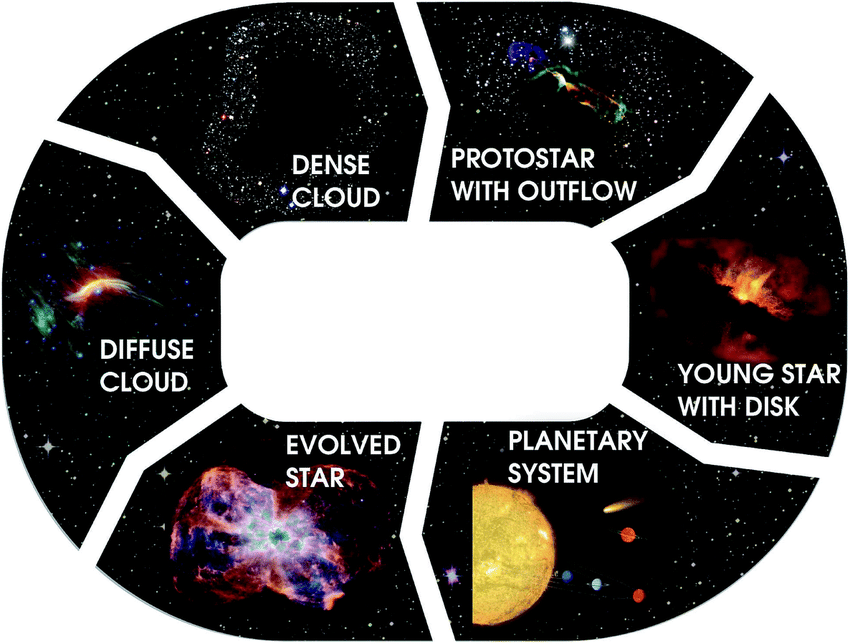 DENSE
CLOUD
PROTOSTAR
WITH OUTFLOW
YOUNG STAR
WITH DISK
PLANETARY
SYSTEM
EVOLVED
STAR
DIFFUSE
CLOUD